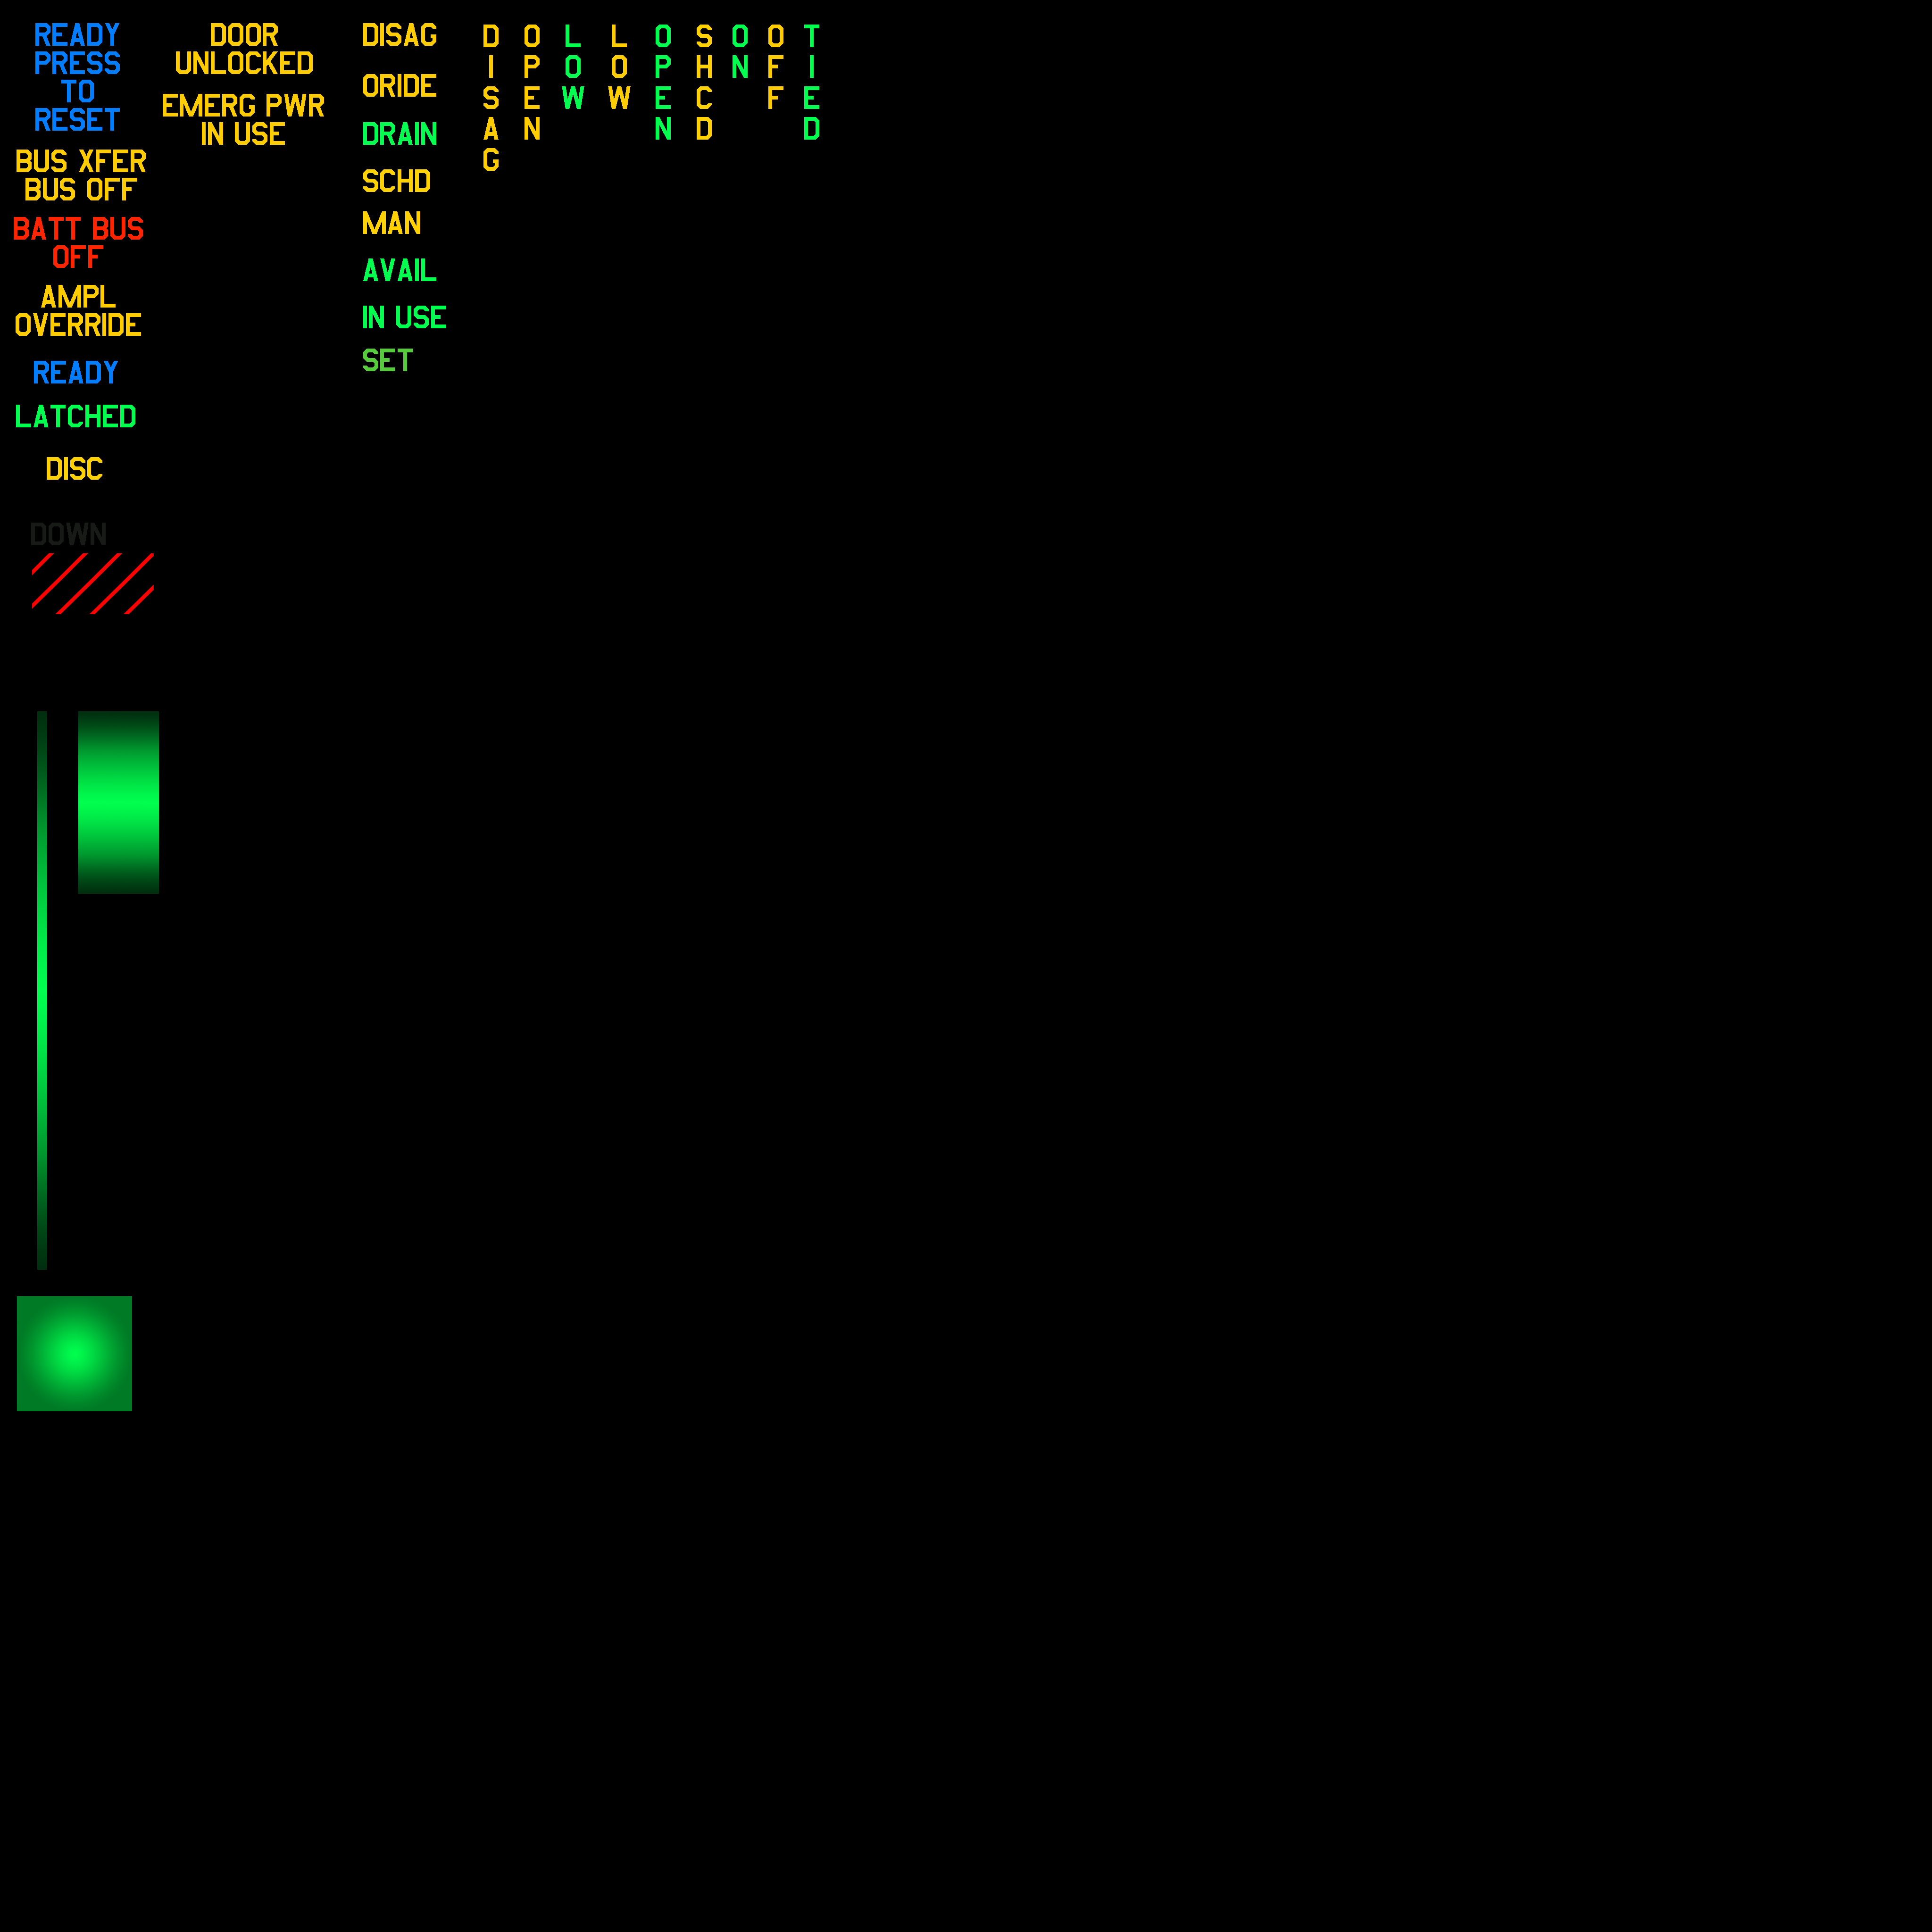 READY
PRESS
TO
RESET
BUS XFER
BUS OFF
BATT BUS
OFF
AMPL
OVERRIDE
READY
LATCHED
DISC
DOWN
DOOR
UNLOCKED
EMERG PWR
IN USE
DISAG
ORIDE
DRAIN
SCHD
MAN
AVAIL
IN USE
SET
DISAG
OPEN
LOW
LOW
OPEN
SHCD
ON
OFF
TIED